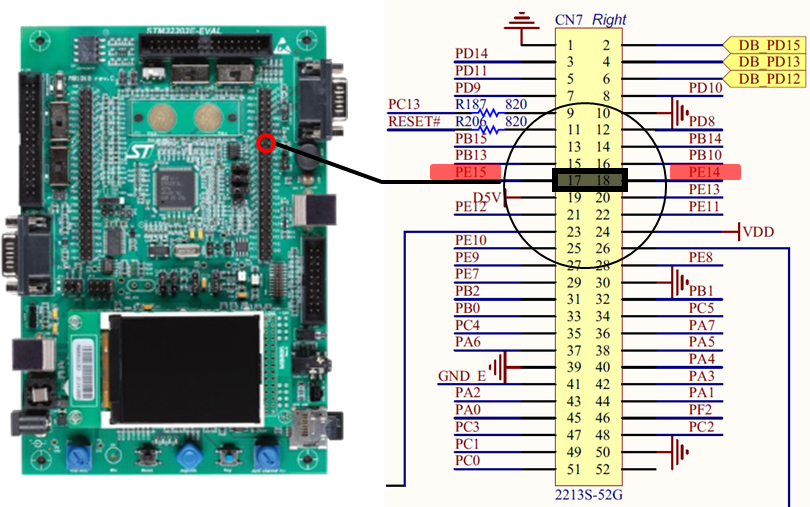 STM32303E-EVAL
ST
CN7 Right
1 2 DB_PD15
PD14 3 4 DB_PD13
PD11 5 6 DB_PD12
PD9 7 8 PD10
PC13 R187 820 9 10
RESET# R206 820 11 12 PD8
PB15 13 14 PB14
PB13 15 16 PB10
PE15 17 18 PE14
D5V 19 20 PE13
PE12 21 22 PE11
23 24 VDD
PE10 25 26
PE9 27 28 PE8
PE7 29 30
PB2 31 32 PB1
PB0 33 34 PC5
PC4 35 36 PA7
PA6 37 38 PA5
39 40 PA4
GND_E 41 42 PA3
PA2 43 44 PA1
PA0 45 46 PF2
PC3 47 48 PC2
PC1 49 50
PC0 51 52
2213S-52G